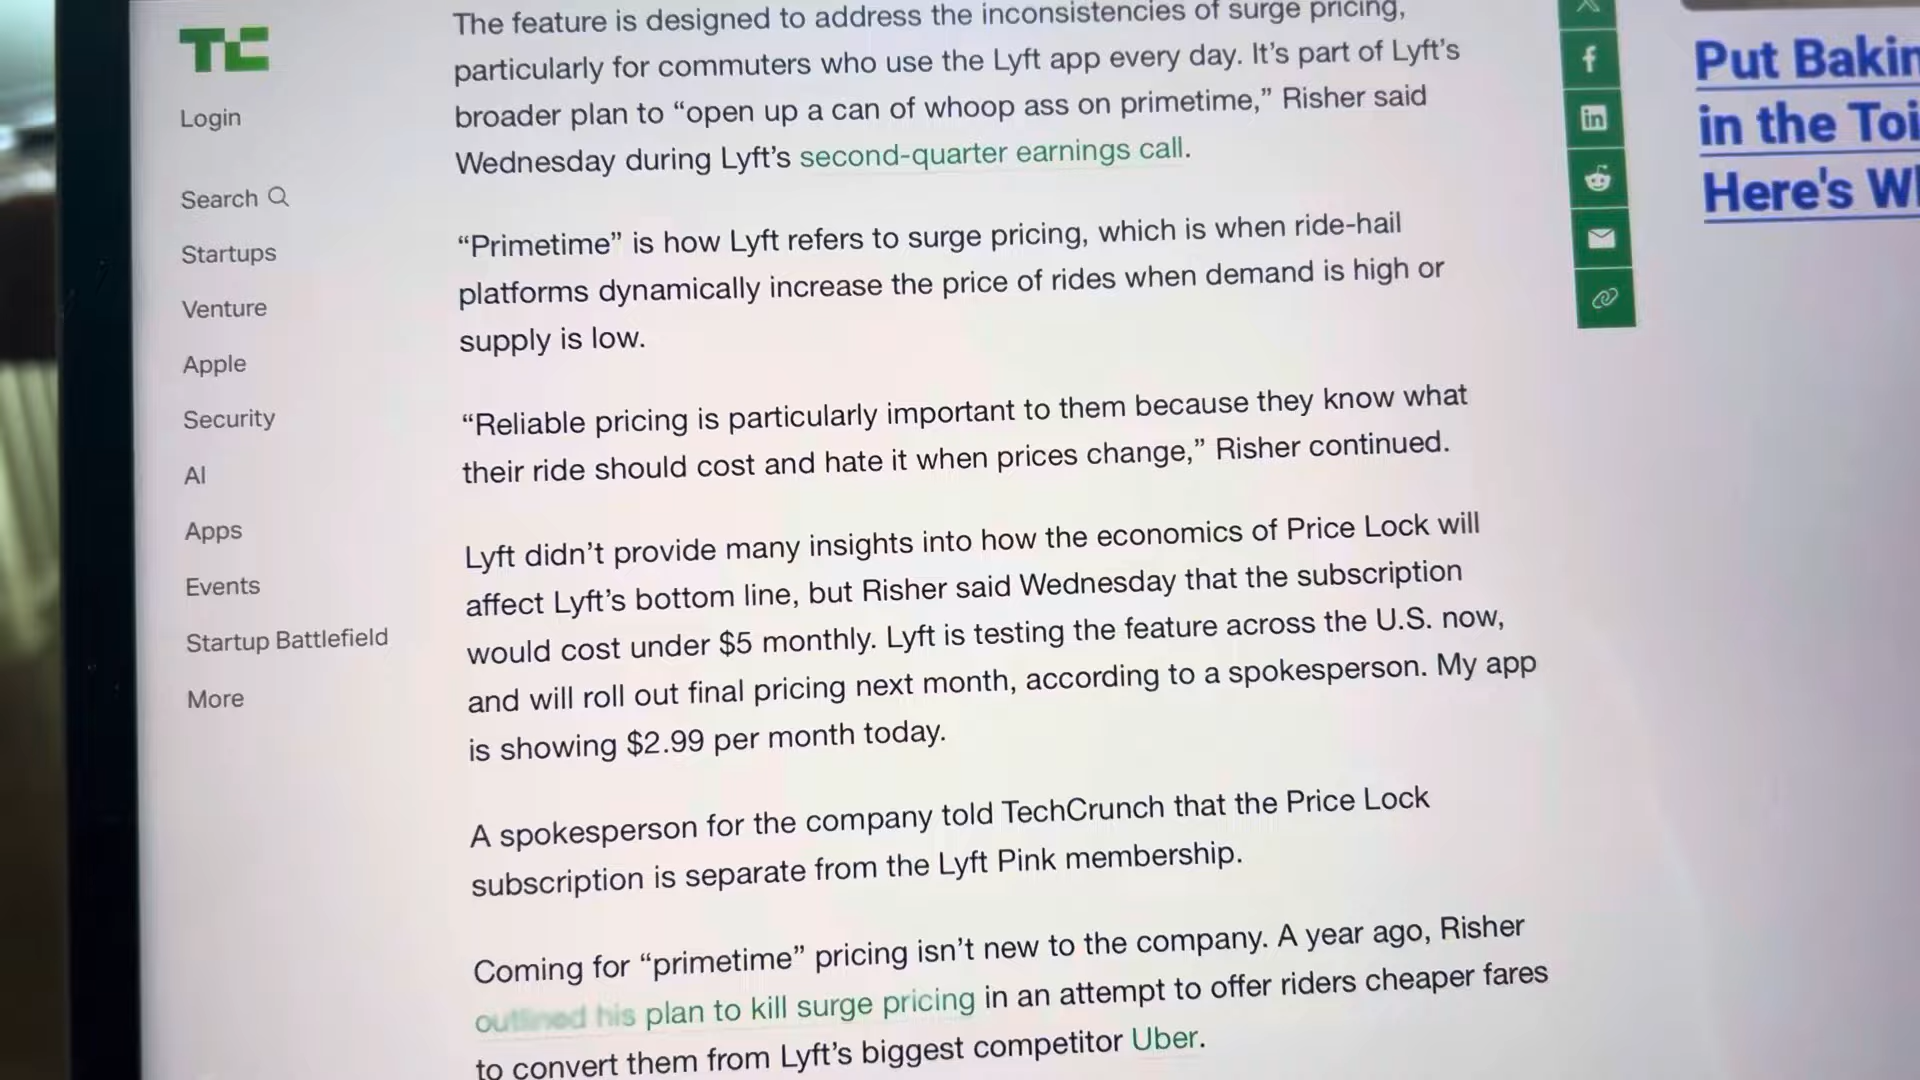 TC
Login
Search
Startups
Venture
Apple
Security
AI
Apps
Events
Startup Battlefield
More
The feature is designed to address the inconsistencies of surge pricing,
particularly for commuters who use the Lyft app every day. It’s part of Lyft’s
broader plan to “open up a can of whoop ass on primetime,” Risher said
Wednesday during Lyft’s second-quarter earnings call.
“Primetime” is how Lyft refers to surge pricing, which is when ride-hail
platforms dynamically increase the price of rides when demand is high or
supply is low.
“Reliable pricing is particularly important to them because they know what
their ride should cost and hate it when prices change,” Risher continued.
Lyft didn’t provide many insights into how the economics of Price Lock will
affect Lyft’s bottom line, but Risher said Wednesday that the subscription
would cost under $5 monthly. Lyft is testing the feature across the U.S. now,
and will roll out final pricing next month, according to a spokesperson. My app
is showing $2.99 per month today.
A spokesperson for the company told TechCrunch that the Price Lock
subscription is separate from the Lyft Pink membership.
Coming for “primetime” pricing isn’t new to the company. A year ago, Risher
outlined his plan to kill surge pricing in an attempt to offer riders cheaper fares
to convert them from Lyft’s biggest competitor Uber.
f
in
Put Bakin
in the Toi
Here's W